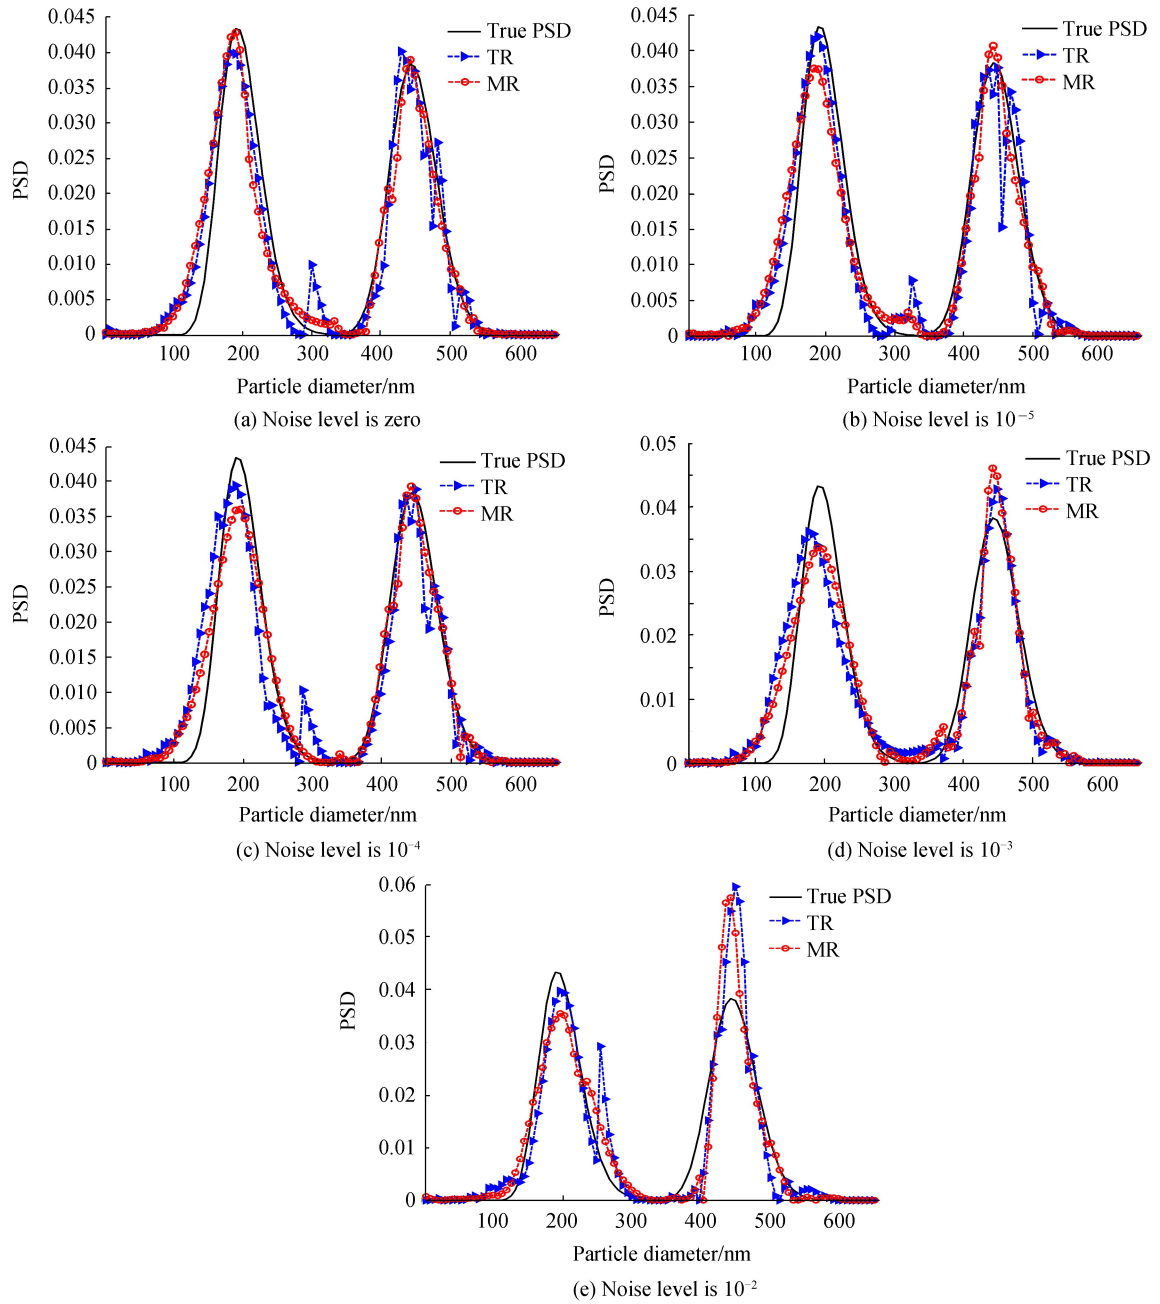 0.045
0.040
0.035
0.030
0.025
0.020
0.015
0.010
0.005
0
PSD
True PSD
TR
MR
100 200 300 400 500 600
Particle diameter/nm
(a) Noise level is zero
0.045
0.040
0.035
0.030
0.025
0.020
0.015
0.010
0.005
0
PSD
True PSD
TR
MR
100 200 300 400 500 600
Particle diameter/nm
(b) Noise level is 10⁻⁵
0.045
0.040
0.035
0.030
0.025
0.020
0.015
0.010
0.005
0
PSD
True PSD
TR
MR
100 200 300 400 500 600
Particle diameter/nm
(c) Noise level is 10⁻⁴
0.05
0.04
0.03
0.02
0.01
0
PSD
True PSD
TR
MR
100 200 300 400 500 600
Particle diameter/nm
(d) Noise level is 10⁻³
0.06
0.05
0.04
0.03
0.02
0.01
0
PSD
True PSD
TR
MR
100 200 300 400 500 600
Particle diameter/nm
(e) Noise level is 10⁻²